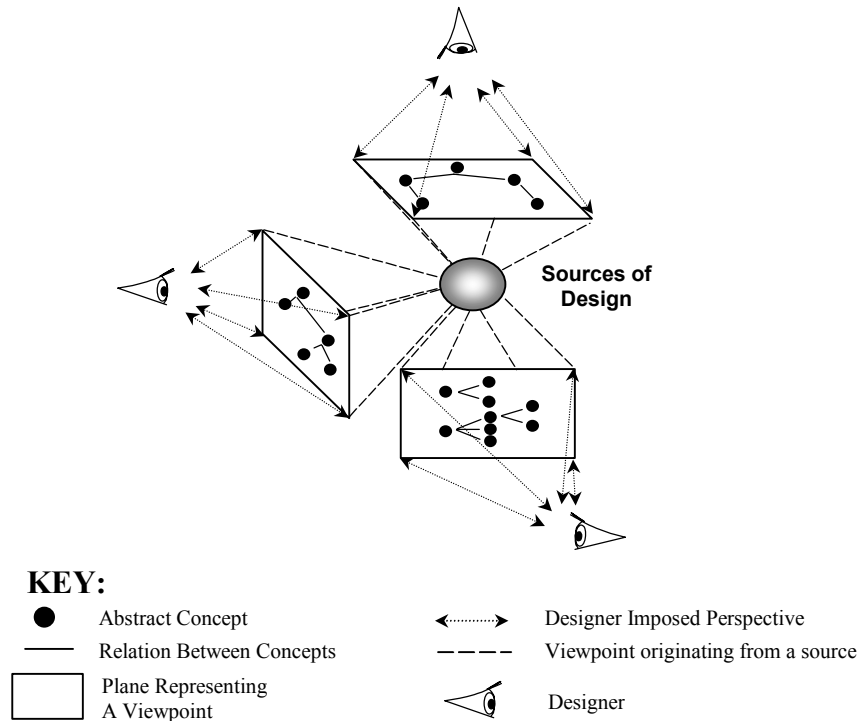 Sources of
Design
KEY:
Abstract Concept
Relation Between Concepts
Plane Representing
A Viewpoint
Designer Imposed Perspective
Viewpoint originating from a source
Designer